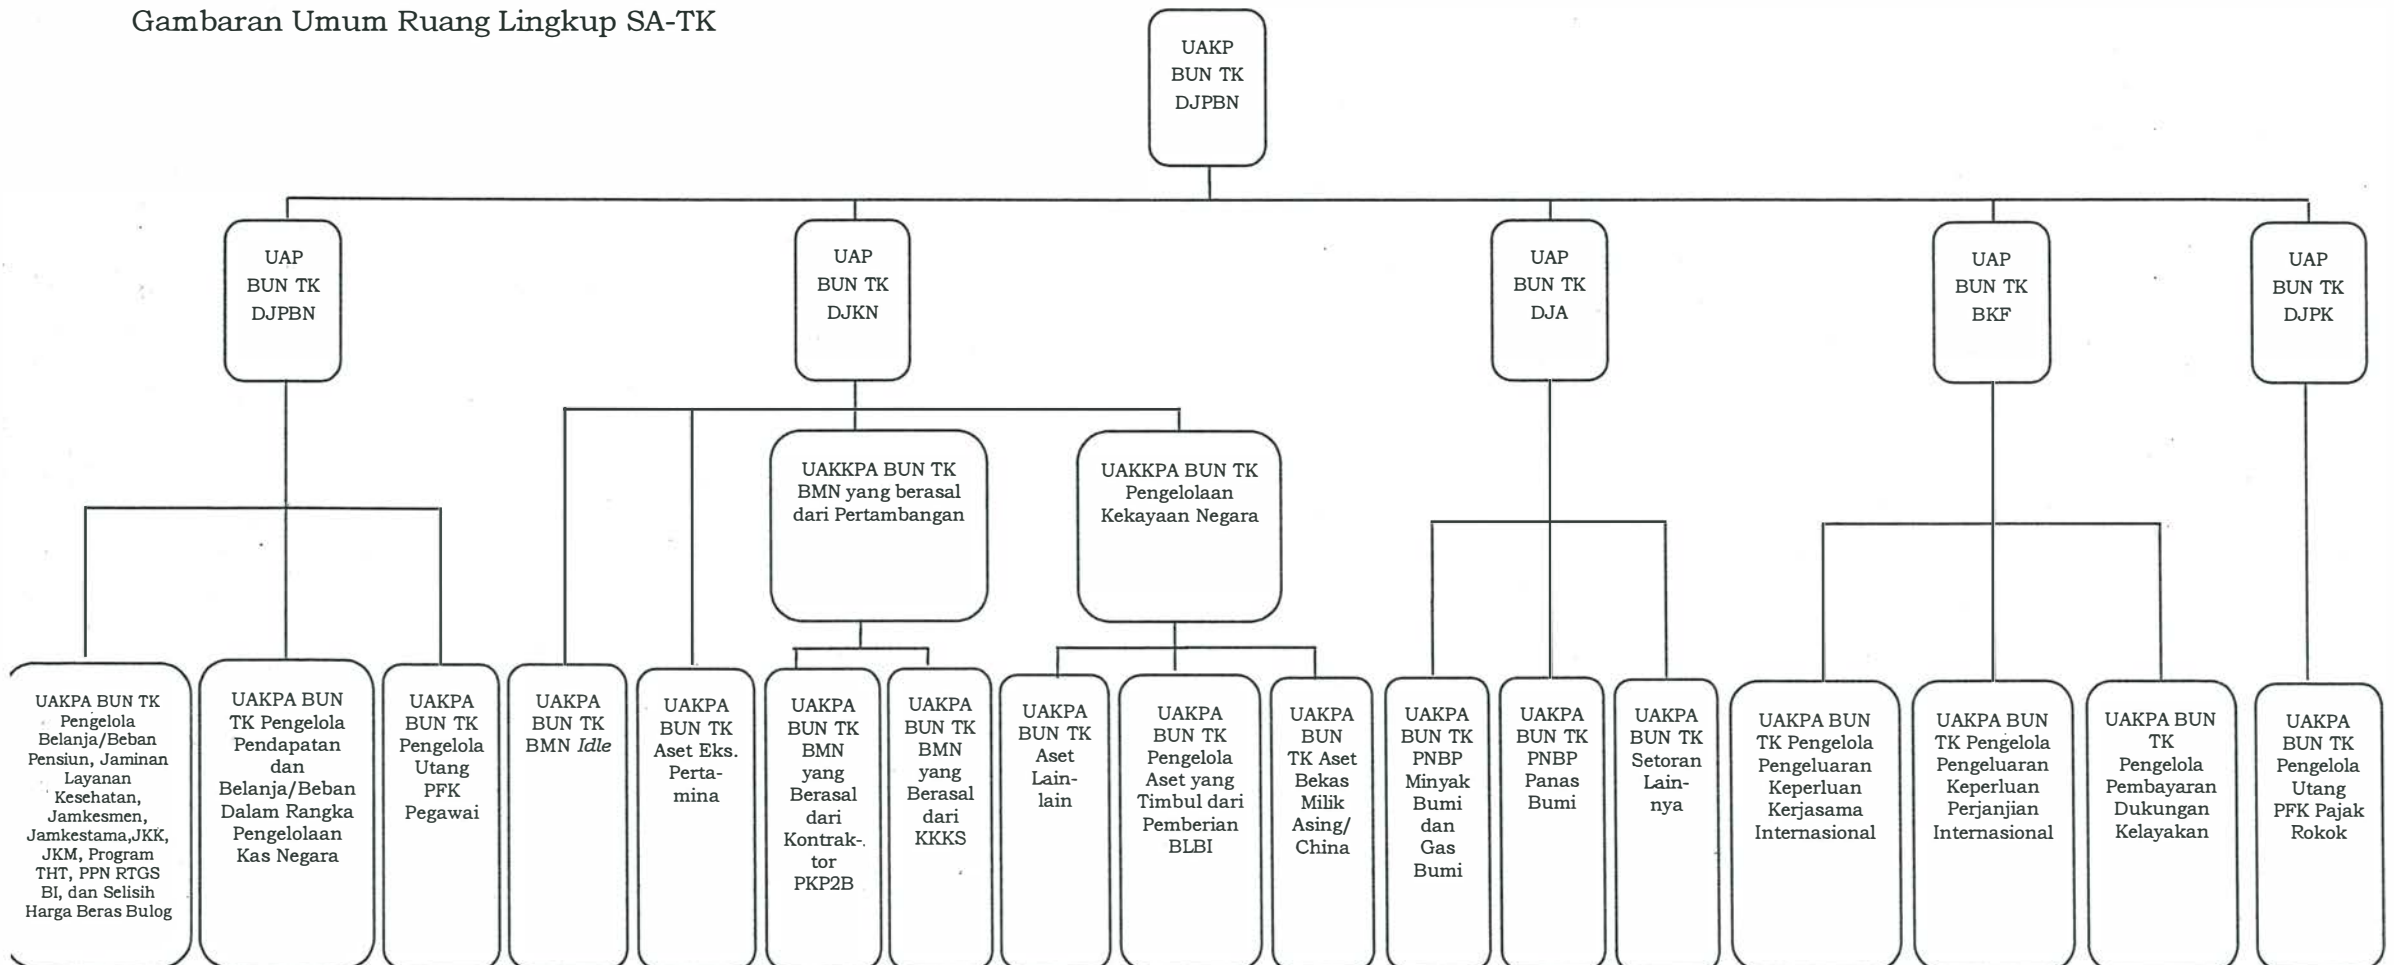 Gambaran Umum Ruang Lingkup SA-TK
UAKP
BUN TK
DJPBN
UAP
BUN TK
DJPBN
UAP
BUN TK
DJKN
UAP
BUN TK
DJA
UAP
BUN TK
BKF
UAP
BUN TK
DJPK
UAKKPA BUN TK
BMN yang berasal
dari Pertambangan
UAKKPA BUN TK
Pengelolaan
Kekayaan Negara
UAKPA BUN TK
Pengelola
Belanja/Beban
Pensiun, Jaminan
Layanan
Kesehatan,
Jamkesmen,
Jamkestama,JKK,
JKM, Program
THT, PPN RTGS
BI, dan Selisih
Harga Beras Bulog
UAKPA BUN
TK Pengelola
Pendapatan
dan
Belanja/Beban
Dalam Rangka
Pengelolaan
Kas Negara
UAKPA
BUN TK
Pengelola
Utang
PFK
Pegawai
UAKPA
BUN TK
BMN Idle
UAKPA
BUN TK
Aset Eks.
Perta-
mina
UAKPA
BUN TK
BMN
yang
Berasal
dari
Kontrak-
tor
PKP2B
UAKPA
BUN TK
BMN
yang
Berasal
dari
KKKS
UAKPA
BUN TK
Aset
Lain-
lain
UAKPA
BUN TK
Pengelola
Aset yang
Timbul dari
Pemberian
BLBI
UAKPA
BUN
TK Aset
Bekas
Milik
Asing/
China
UAKPA
BUN TK
PNBP
Minyak
Bumi
dan
Gas
Bumi
UAKPA
BUN TK
PNBP
Panas
Bumi
UAKPA
BUN TK
Setoran
Lain-
nya
UAKPA BUN
TK Pengelola
Pengeluaran
Keperluan
Kerjasama
Internasional
UAKPA BUN
TK Pengelola
Pengeluaran
Keperluan
Perjanjian
Internasional
UAKPA BUN
TK
Pengelola
Pembayaran
Dukungan
Kelayakan
UAKPA
BUN TK
Pengelola
Utang
PFK Pajak
Rokok